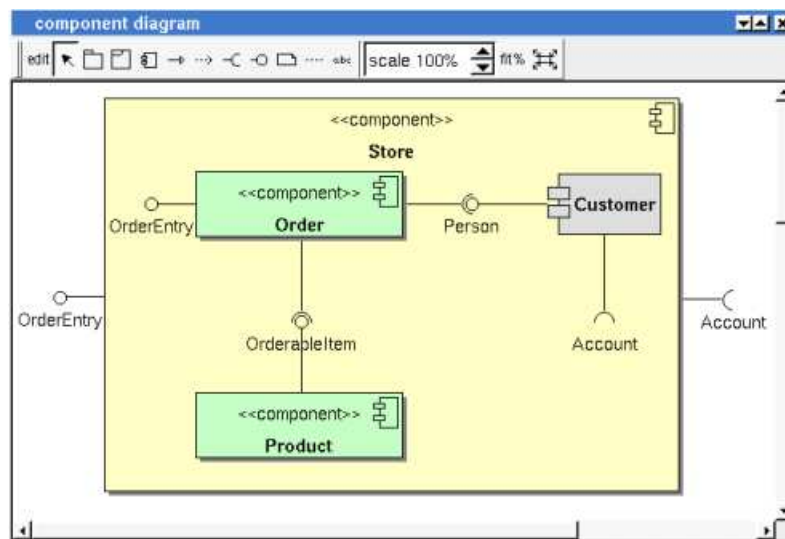 component diagram
edit
abc
scale 100%
fit%
<<component>>
Store
<<component>>
Order
Customer
OrderEntry
Person
OrderEntry
Account
OrderableItem
Account
<<component>>
Product